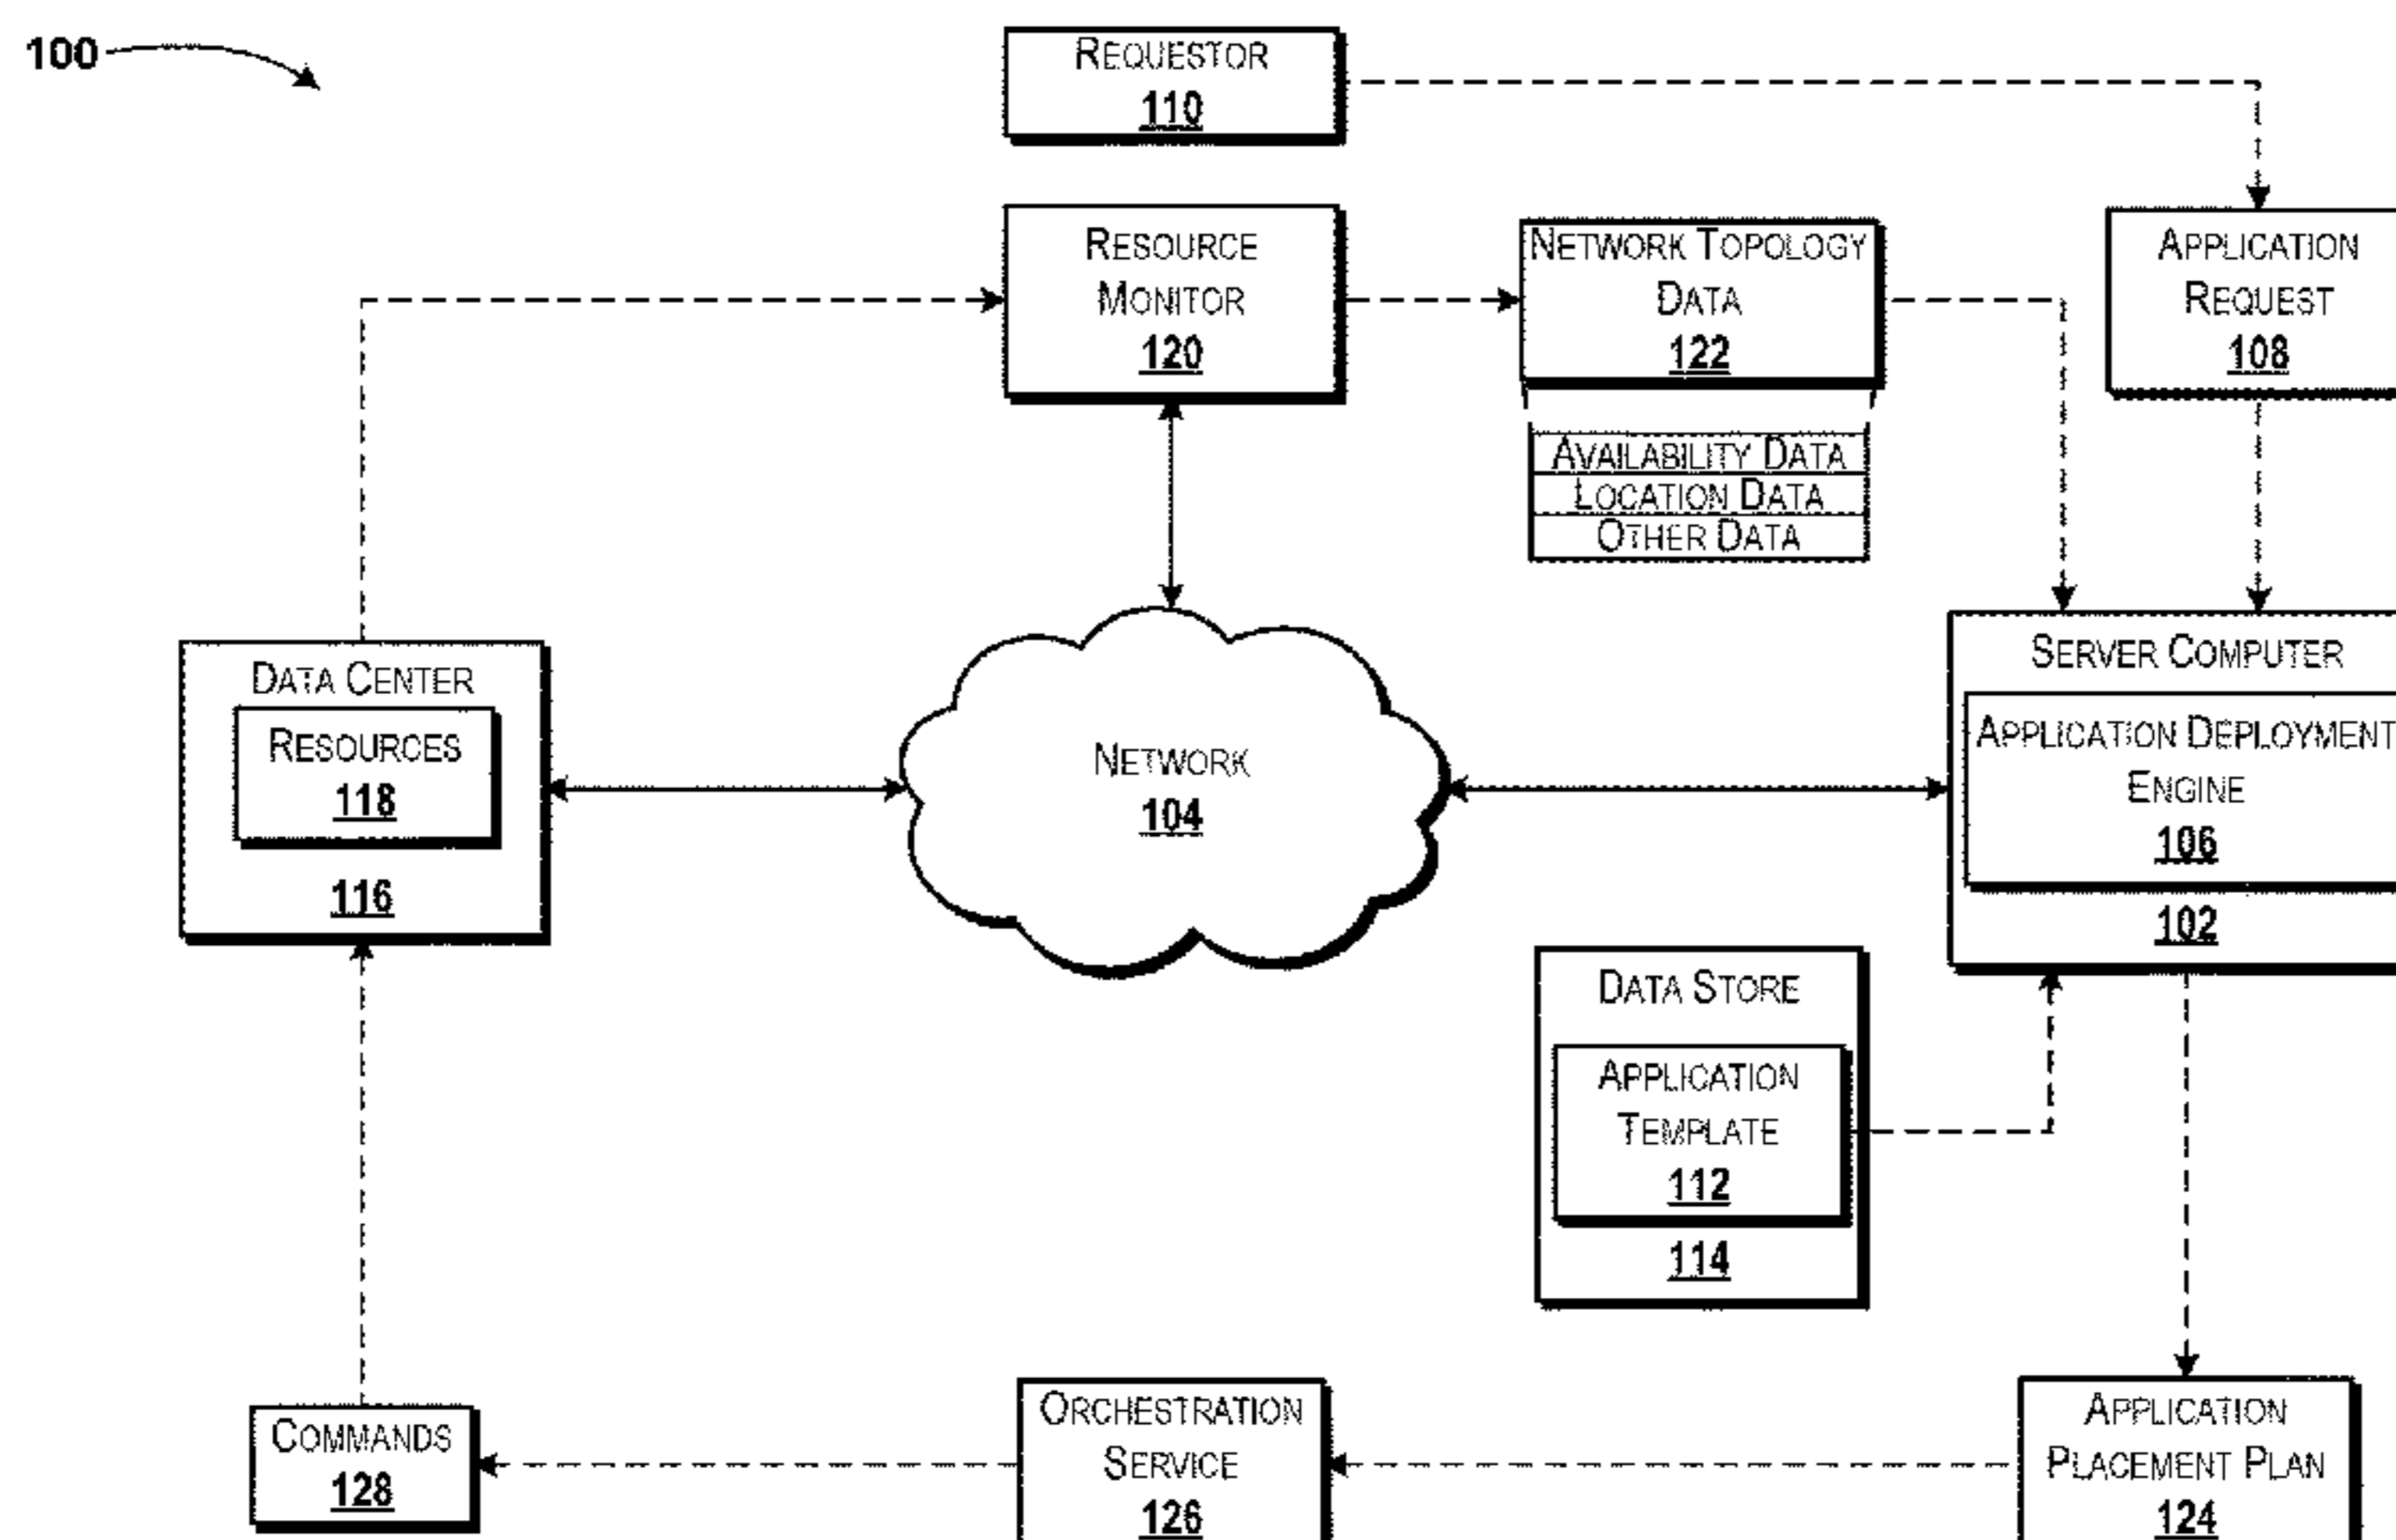 100
REQUESTOR
110
RESOURCE
MONITOR
120
NETWORK TOPOLOGY
DATA
122
AVAILABILITY DATA
LOCATION DATA
OTHER DATA
APPLICATION
REQUEST
108
DATA CENTER
RESOURCES
118
116
NETWORK
104
SERVER COMPUTER
APPLICATION DEPLOYMENT
ENGINE
106
102
DATA STORE
APPLICATION
TEMPLATE
112
114
COMMANDS
128
ORCHESTRATION
SERVICE
126
APPLICATION
PLACEMENT PLAN
124